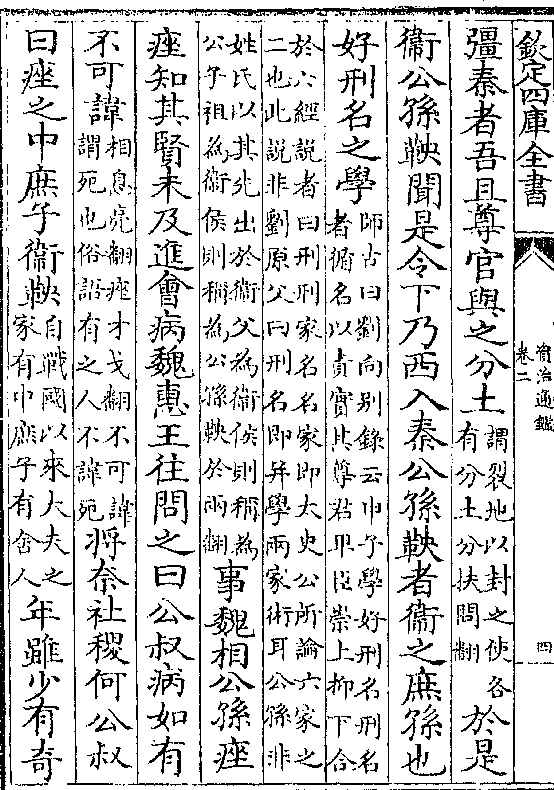 欽定四庫全書
資治通鑑
卷二
四
彊秦者吾且尊官與之分土
謂裂地以封之使各
有分土分扶問翻
於是
衛公孫鞅聞是令下乃西入秦公孫鞅者衛之庶孫也
好刑名之學
師古曰劉向别錄云申子學好刑名刑名
者循名以責實其尊君卑臣崇上抑下合
於六經說者曰刑刑家名名家即太史公所論六家之
二也此說非劉原父曰刑名即并學兩家術耳公孫非
姓氏以其先出於衛父為衛侯則稱為
公子祖為衛侯則稱為公孫鞅於兩翻
事魏相公孫痤
痤知其賢未及進會病魏惠王往問之曰公叔病如有
不可諱
相息亮翻痤才戈翻不可諱
謂死也俗語有之人不諱死
將奈社稷何公叔
曰痤之中庶子衛鞅
自戰國以來大夫之
家有中庶子有舍人
年雖少有奇